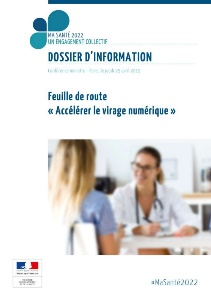 MA SANTÉ 2022
UN ENGAGEMENT COLLECTIF
DOSSIER D'INFORMATION
Feuille de route
« Accélérer le virage numérique »
#MaSanté2022